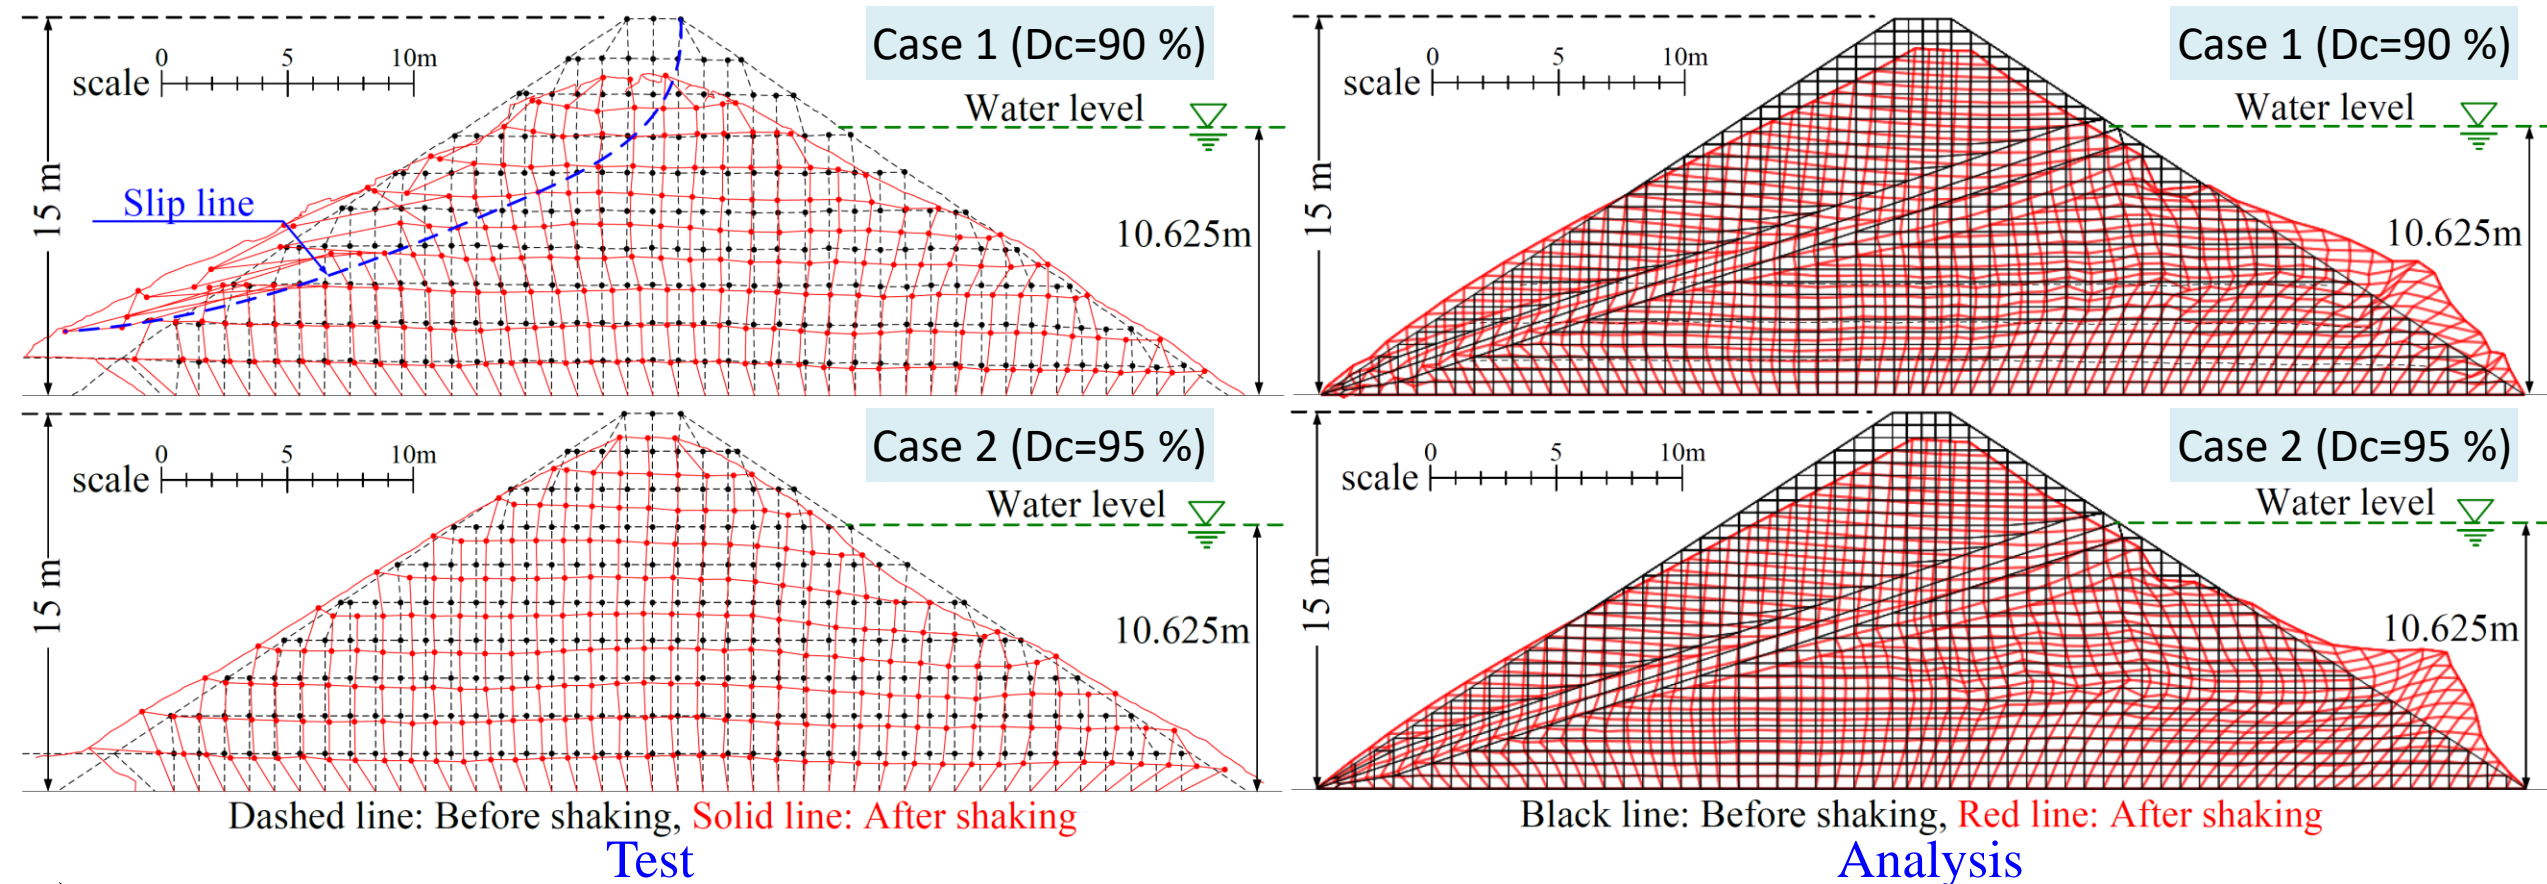 Case 1 (Dc=90 %)
0 5 10m
scale
Water level
15 m
Slip line
10.625m
Case 1 (Dc=90 %)
0 5 10m
scale
Water level
15 m
10.625m
Case 2 (Dc=95 %)
0 5 10m
scale
Water level
15 m
10.625m
Dashed line: Before shaking, Solid line: After shaking
Test
Case 2 (Dc=95 %)
0 5 10m
scale
Water level
15 m
10.625m
Black line: Before shaking, Red line: After shaking
Analysis